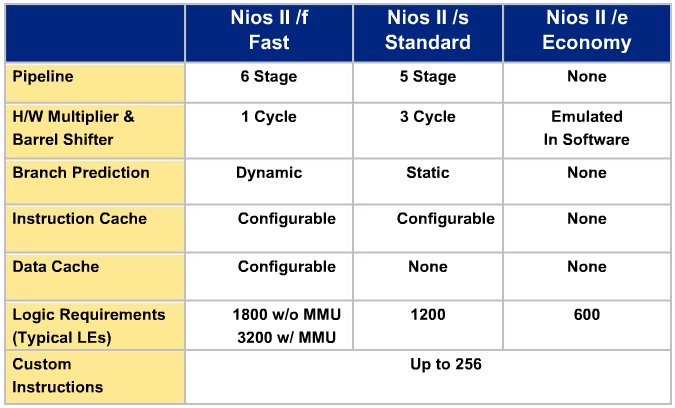 Nios II /f Fast
Nios II /s Standard
Nios II /e Economy
Pipeline
6 Stage
5 Stage
None
H/W Multiplier & Barrel Shifter
1 Cycle
3 Cycle
Emulated In Software
Branch Prediction
Dynamic
Static
None
Instruction Cache
Configurable
Configurable
None
Data Cache
Configurable
None
None
Logic Requirements (Typical LEs)
1800 w/o MMU
3200 w/ MMU
1200
600
Custom Instructions
Up to 256